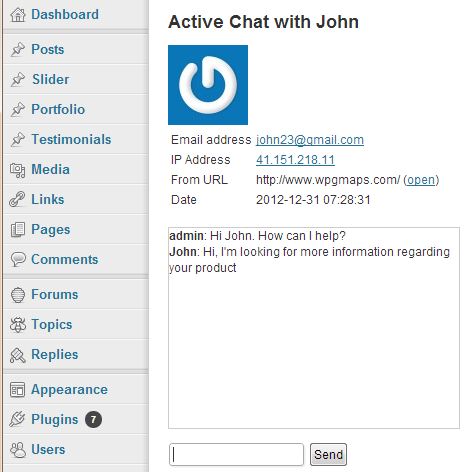 Dashboard
Posts
Slider
Portfolio
Testimonials
Media
Links
Pages
Comments
Forums
Topics
Replies
Appearance
Plugins 7
Users
Active Chat with John
Email address john23@gmail.com
IP Address 41.151.218.11
From URL http://www.wpgmaps.com/ (open)
Date 2012-12-31 07:28:31
admin: Hi John. How can I help?
John: Hi, I'm looking for more information regarding
your product
Send